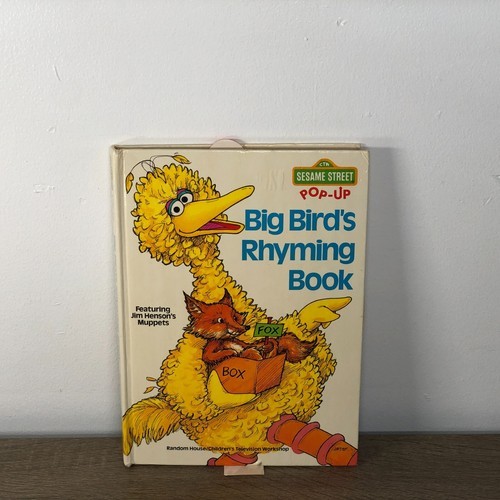 CTW
SESAME STREET
POP-UP
Big Bird's
Rhyming
Book
Featuring
Jim Henson's
Muppets
FOX
BOX
Random House/Children's Television Workshop